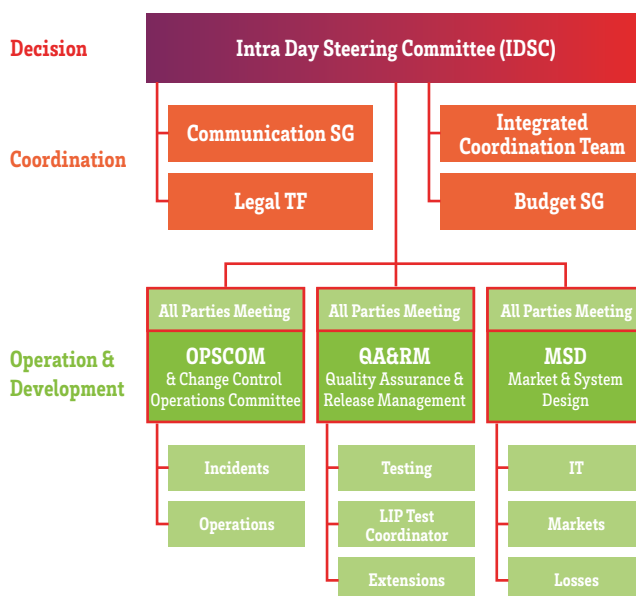 Decision
Intra Day Steering Committee (IDSC)
Coordination
Communication SG
Integrated
Coordination Team
Legal TF
Budget SG
Operation &
Development
All Parties Meeting
OPSCOM
& Change Control
Operations Committee
All Parties Meeting
QA&RM
Quality Assurance &
Release Management
All Parties Meeting
MSD
Market & System
Design
Incidents
Operations
Testing
LIP Test
Coordinator
Extensions
IT
Markets
Losses